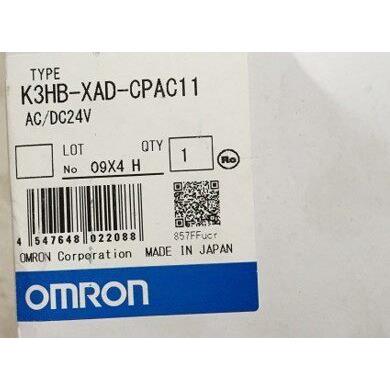 TYPE
K3HB-XAD-CPAC11
AC/DC24V
LOT No 09X4 H QTY 1
4 547648 022088
857FFucr
OMRON Corporation MADE IN JAPAN
OMRON